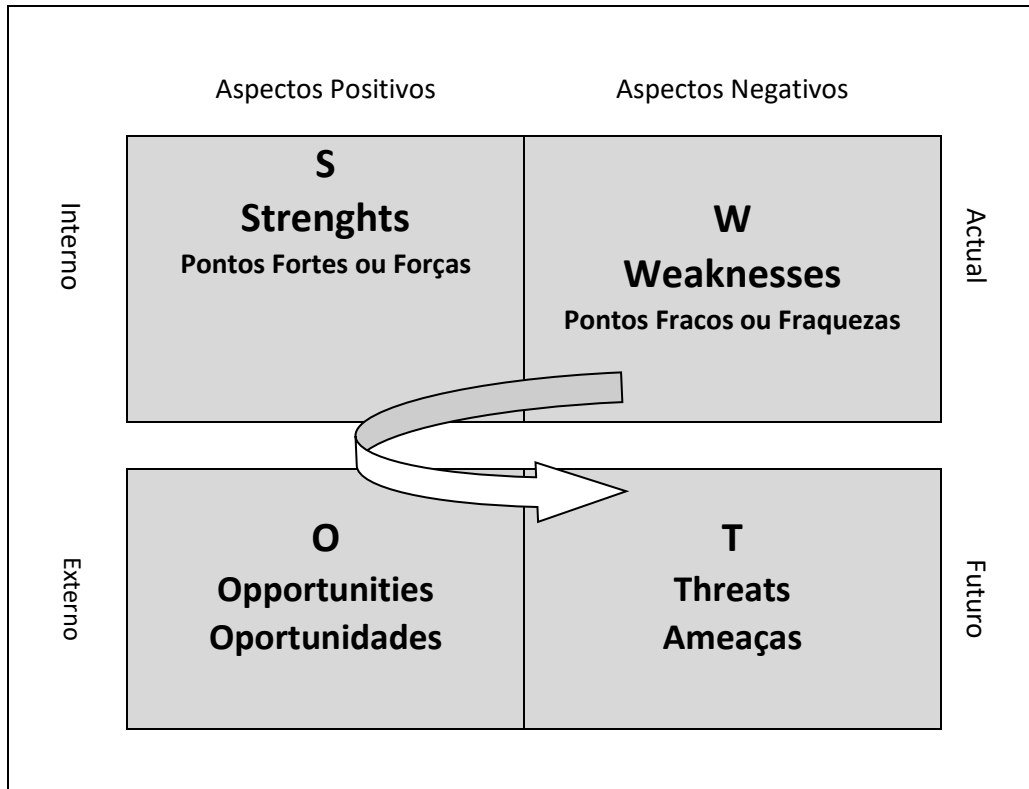 Aspectos Positivos
Aspectos Negativos
Interno
S
Strenghts
Pontos Fortes ou Forças
W
Weaknesses
Pontos Fracos ou Fraquezas
Actual
Externo
O
Opportunities
Oportunidades
T
Threats
Ameaças
Futuro